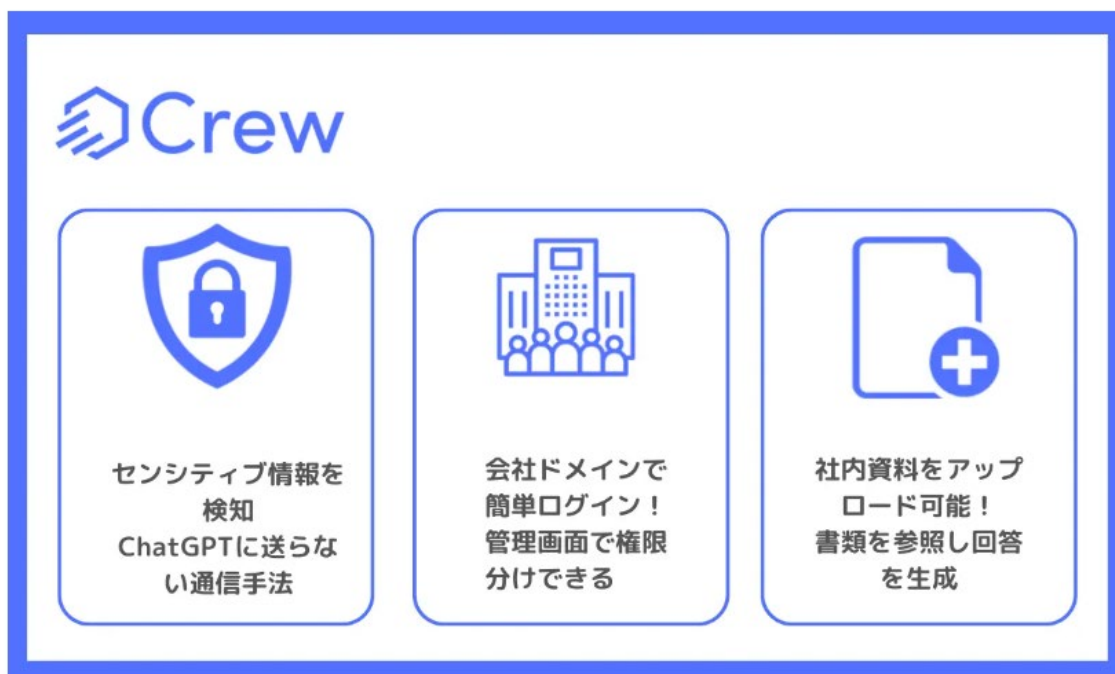 Crew
センシティブ情報を
検知
ChatGPTに送らな
い通信手法
会社ドメインで
簡単ログイン！
管理画面で権限
分けできる
社内資料をアップ
ロード可能！
書類を参照し回答
を生成